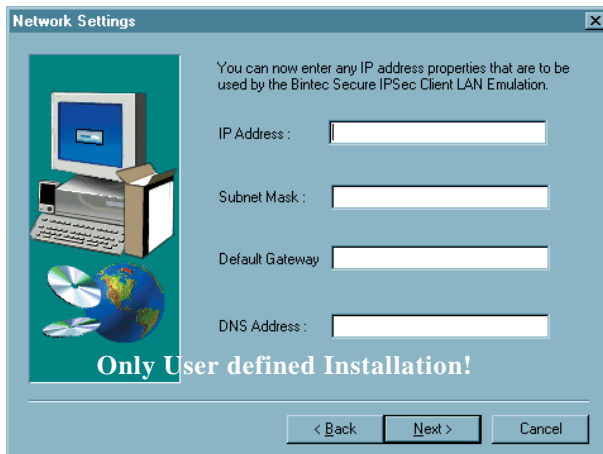 Network Settings
You can now enter any IP address properties that are to be
used by the Bintec Secure IPSec Client LAN Emulation.
IP Address :
Subnet Mask :
Default Gateway
DNS Address :
Only User defined Installation!
< Back
Next >
Cancel